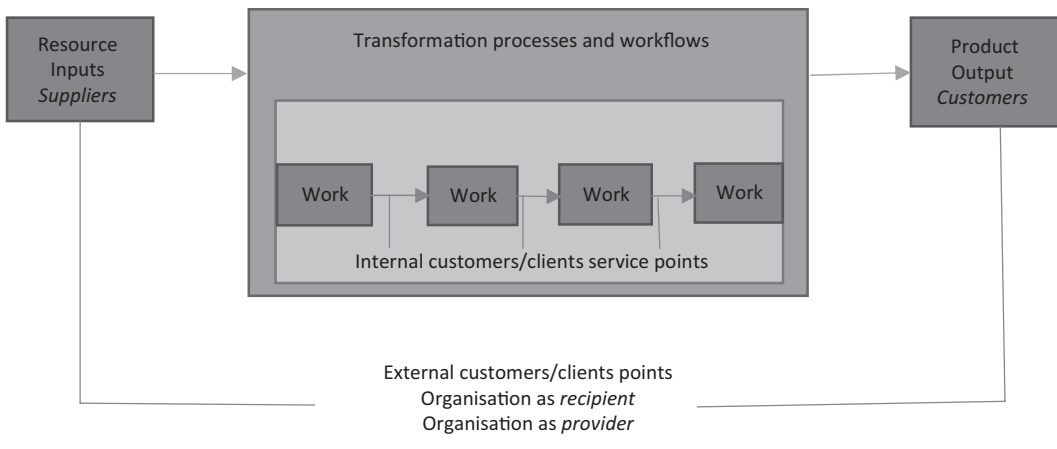 Resource
Inputs
Suppliers
Transformation processes and workflows
Product
Output
Customers
Work
Work
Work
Work
Internal customers/clients service points
External customers/clients points
Organisation as recipient
Organisation as provider